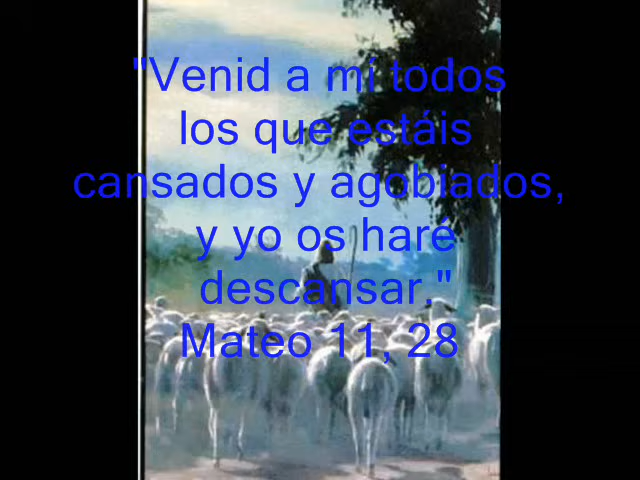 "Venid a mí todos
los que estáis
cansados y agobiados,
y yo os haré
descansar."
Mateo 11, 28